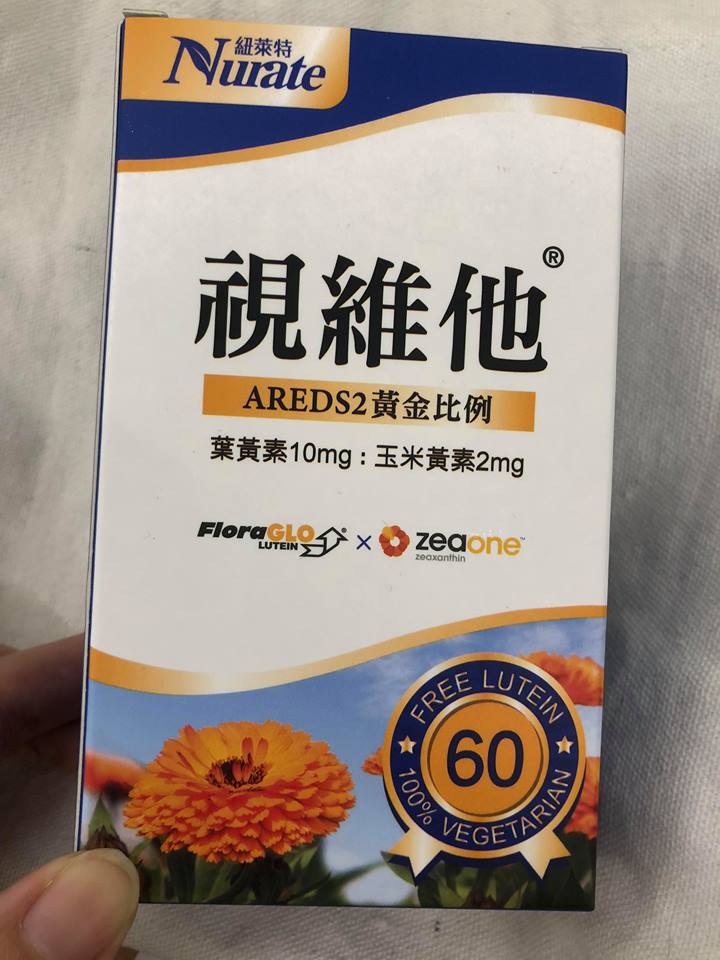 紐萊特
Nurate
視維他®
AREDS2黃金比例
葉黃素10mg：玉米黃素2mg
FloraGLO®
LUTEIN
×
zeaone™
zeaxanthin
FREE LUTEIN
60
100% VEGETARIAN